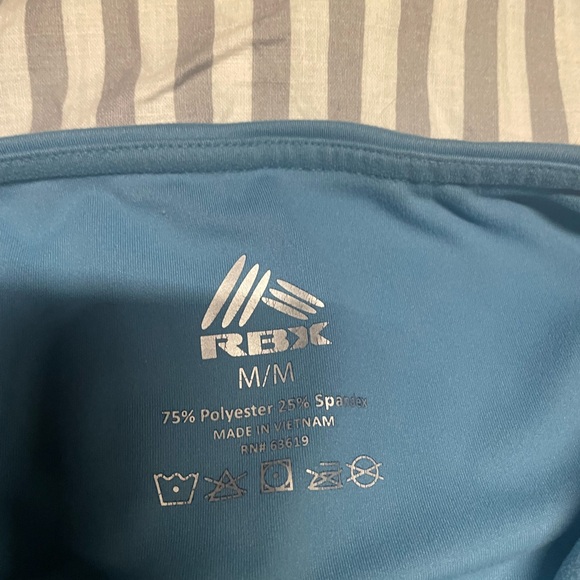 RBX
M/M
75% Polyester 25% Spandex
MADE IN VIETNAM
RN# 63619